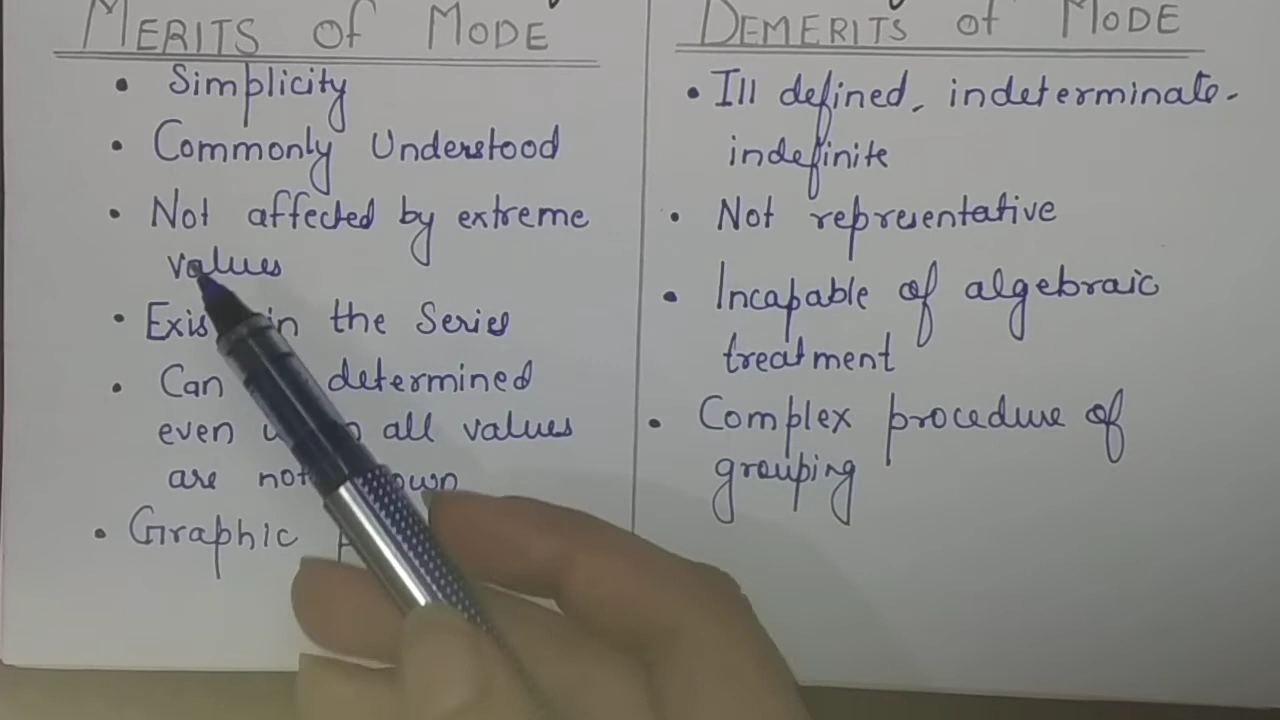 MERITS of MODE
• Simplicity
• Commonly Understood
• Not affected by extreme
values
in the Series
• Can determined
even all values
are not
• Graphic
DEMERITS of MODE
• Ill defined, indeterminate.
indefinite
• Not representative
• Incapable of algebraic
treatment
• Complex procedure of
grouping